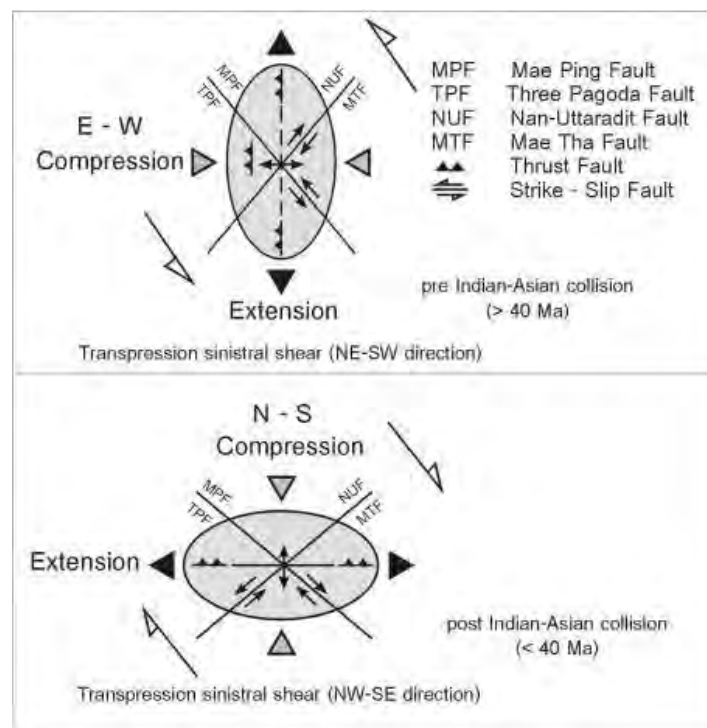 MPF
TPF
NUF
MTF
E - W
Compression
Extension
MPF Mae Ping Fault
TPF Three Pagoda Fault
NUF Nan-Uttaradit Fault
MTF Mae Tha Fault
Thrust Fault
Strike - Slip Fault
pre Indian-Asian collision
(> 40 Ma)
Transpression sinistral shear (NE-SW direction)
N - S
Compression
MPF
TPF
NUF
MTF
Extension
post Indian-Asian collision
(< 40 Ma)
Transpression sinistral shear (NW-SE direction)